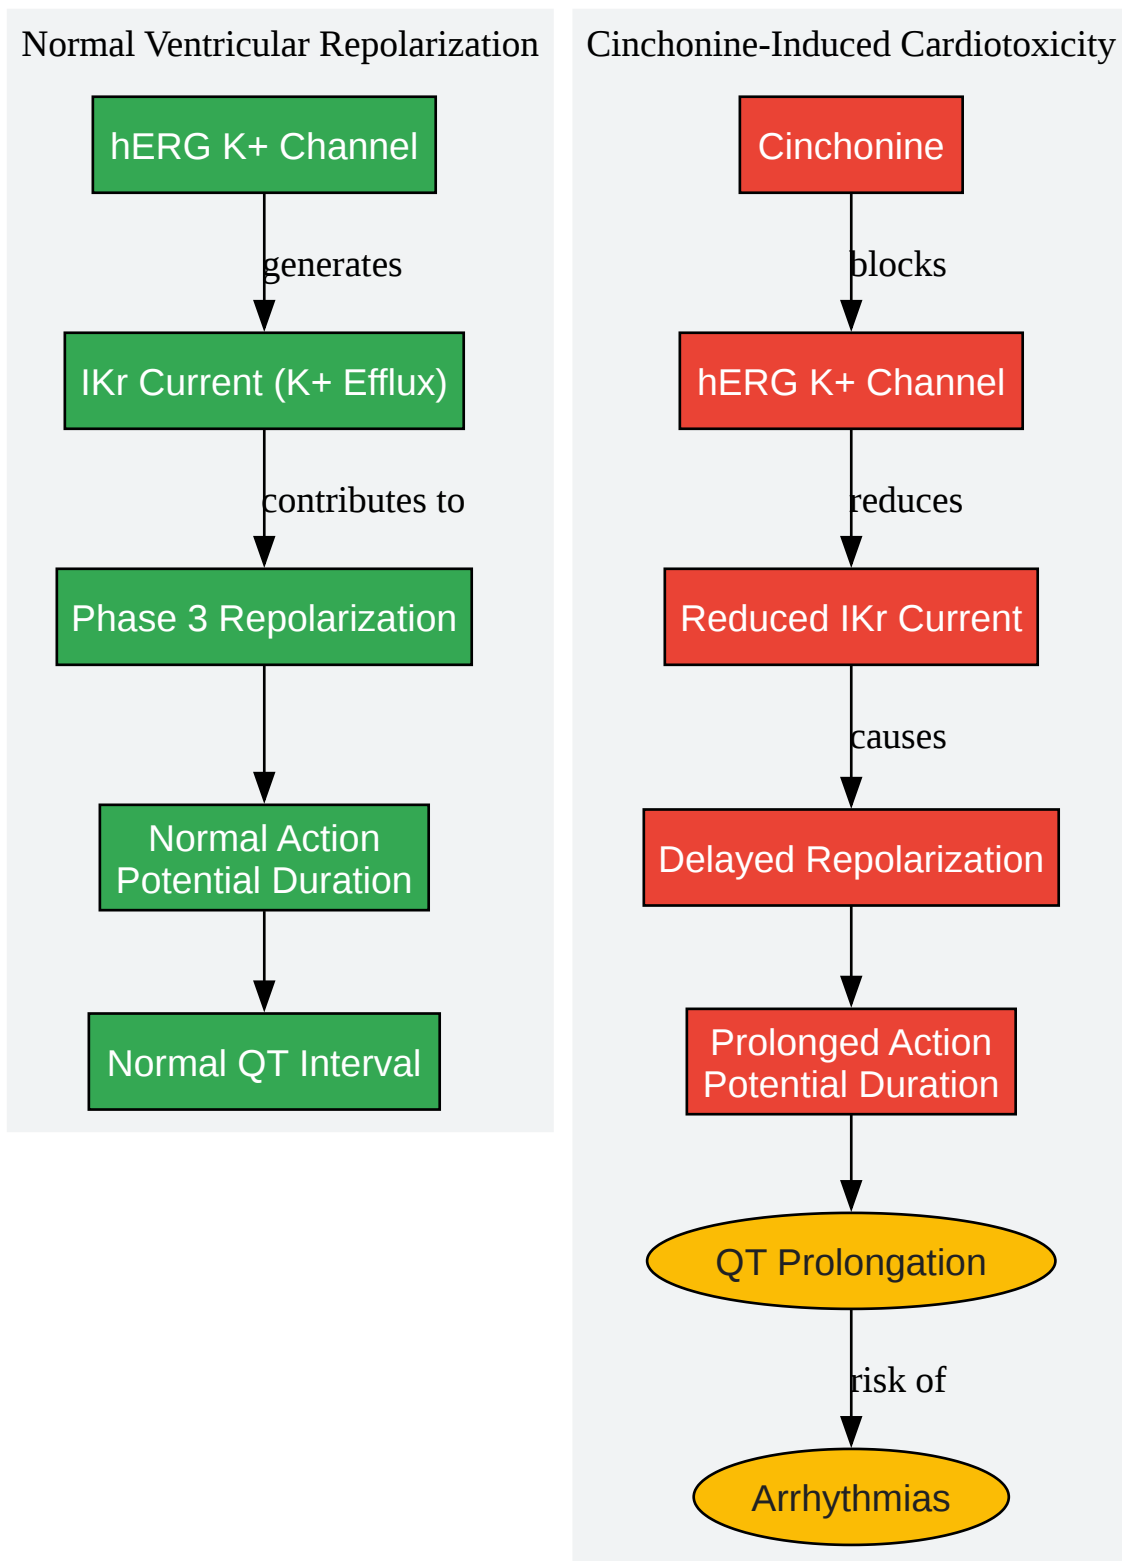 Normal Ventricular Repolarization
hERG K+ Channel
generates
IKr Current (K+ Efflux)
contributes to
Phase 3 Repolarization
Normal Action
Potential Duration
Normal QT Interval
Cinchonine-Induced Cardiotoxicity
Cinchonine
blocks
hERG K+ Channel
reduces
Reduced IKr Current
causes
Delayed Repolarization
Prolonged Action
Potential Duration
QT Prolongation
risk of
Arrhythmias